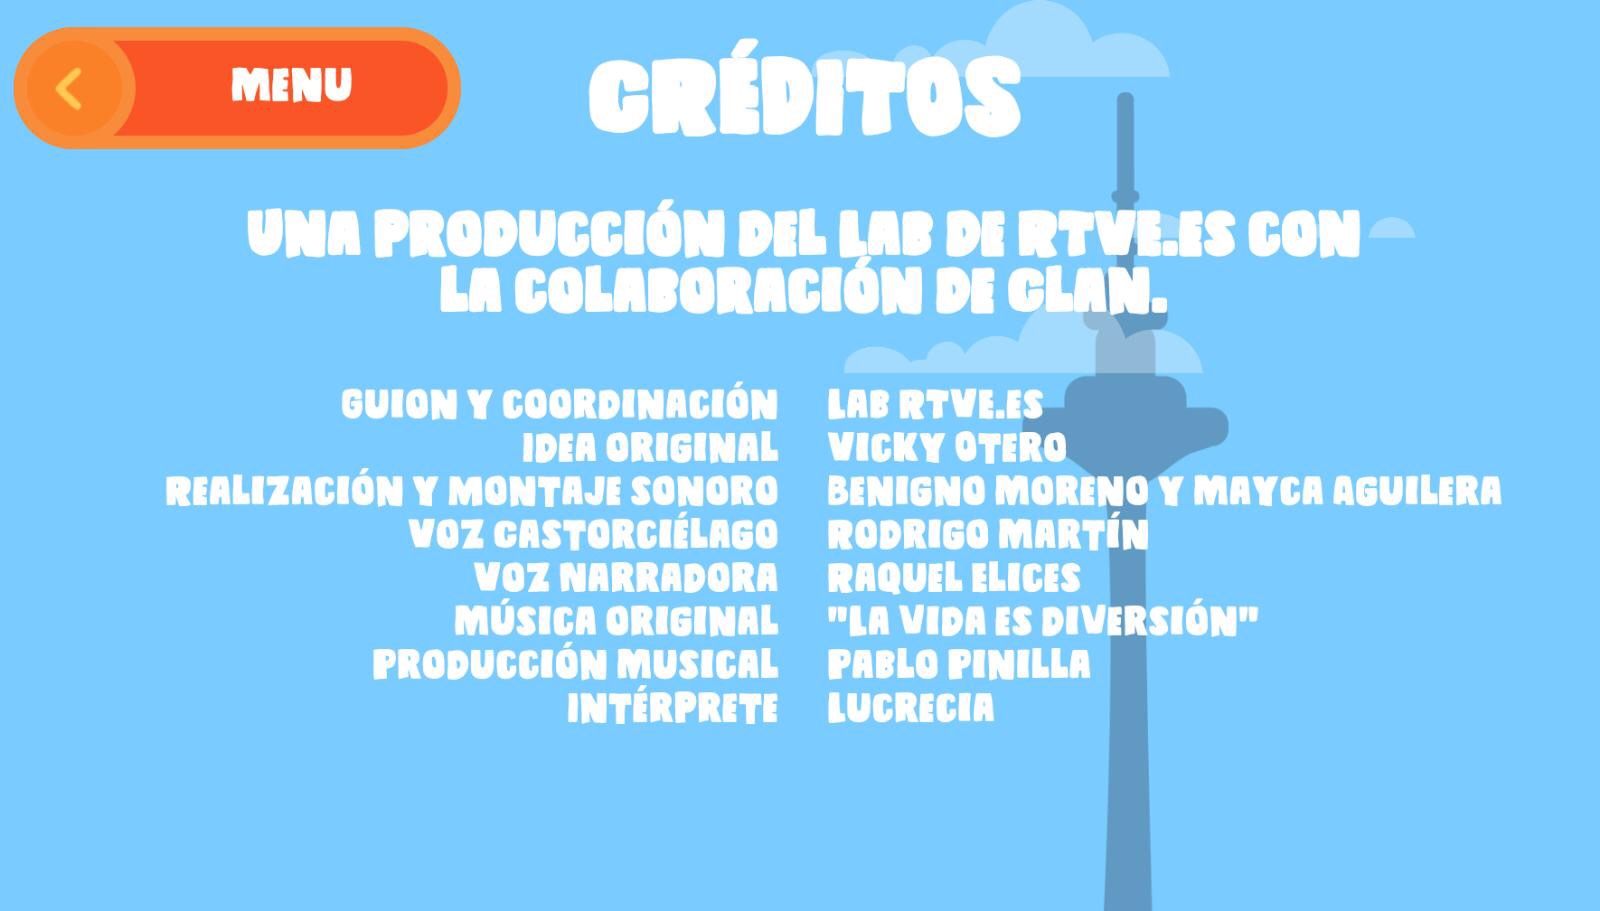 MENU
CRÉDITOS
UNA PRODUCCIÓN DEL LAB DE RTVE.ES CON
LA COLABORACIÓN DE CLAN.
GUION Y COORDINACIÓN LAB RTVE.ES
IDEA ORIGINAL VICKY OTERO
REALIZACIÓN Y MONTAJE SONORO BENIGNO MORENO Y MAYCA AGUILERA
VOZ CASTORCIÉLAGO RODRIGO MARTÍN
VOZ NARRADORA RAQUEL ELICES
MÚSICA ORIGINAL "LA VIDA ES DIVERSIÓN"
PRODUCCIÓN MUSICAL PABLO PINILLA
INTÉRPRETE LUCRECIA